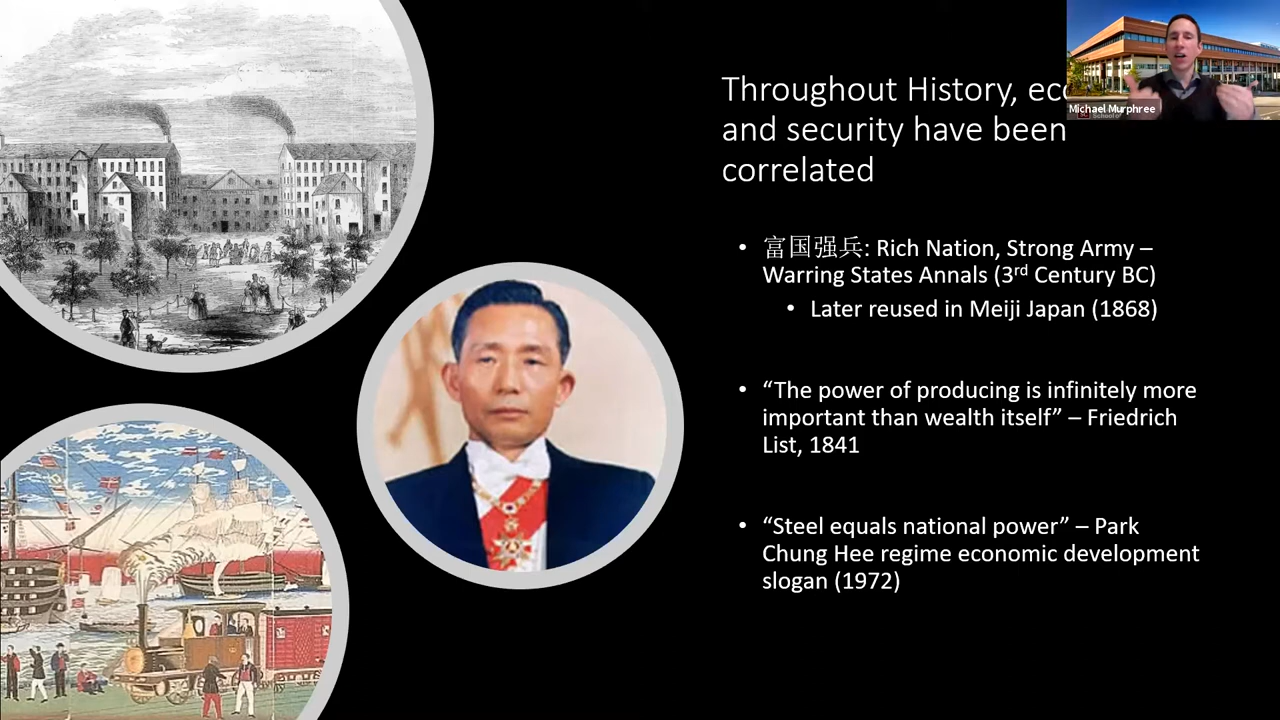 Throughout History, ec
and security have been
correlated
Michael Murphree
• 富国强兵: Rich Nation, Strong Army –
Warring States Annals (3rd Century BC)
• Later reused in Meiji Japan (1868)
• “The power of producing is infinitely more
important than wealth itself” – Friedrich
List, 1841
• “Steel equals national power” – Park
Chung Hee regime economic development
slogan (1972)